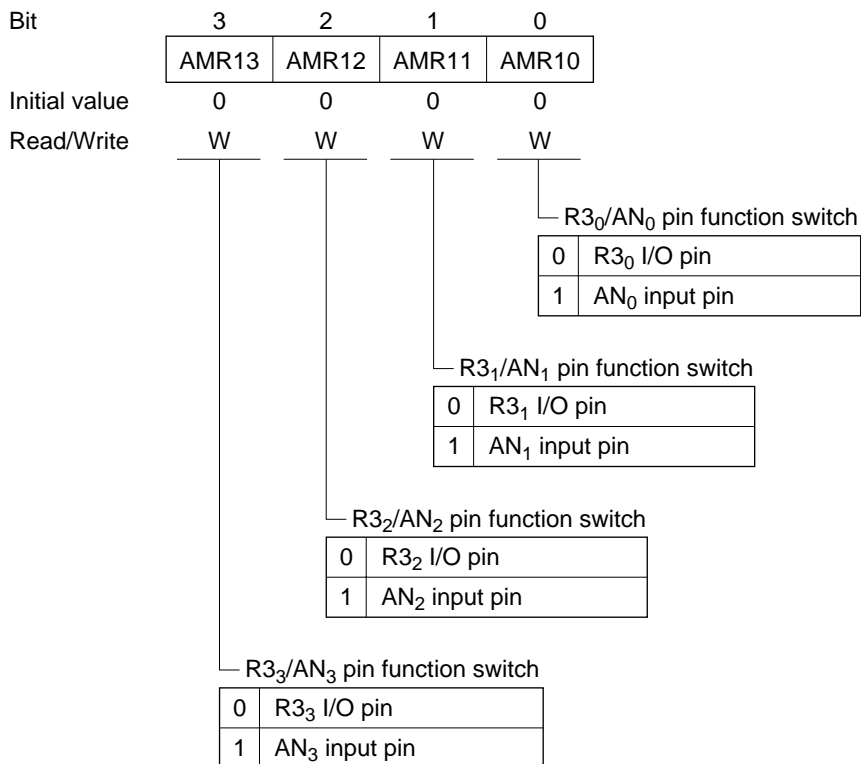 Bit 3 2 1 0
AMR13 AMR12 AMR11 AMR10
Initial value 0 0 0 0
Read/Write W W W W
R3₀/AN₀ pin function switch
0 R3₀ I/O pin
1 AN₀ input pin
R3₁/AN₁ pin function switch
0 R3₁ I/O pin
1 AN₁ input pin
R3₂/AN₂ pin function switch
0 R3₂ I/O pin
1 AN₂ input pin
R3₃/AN₃ pin function switch
0 R3₃ I/O pin
1 AN₃ input pin